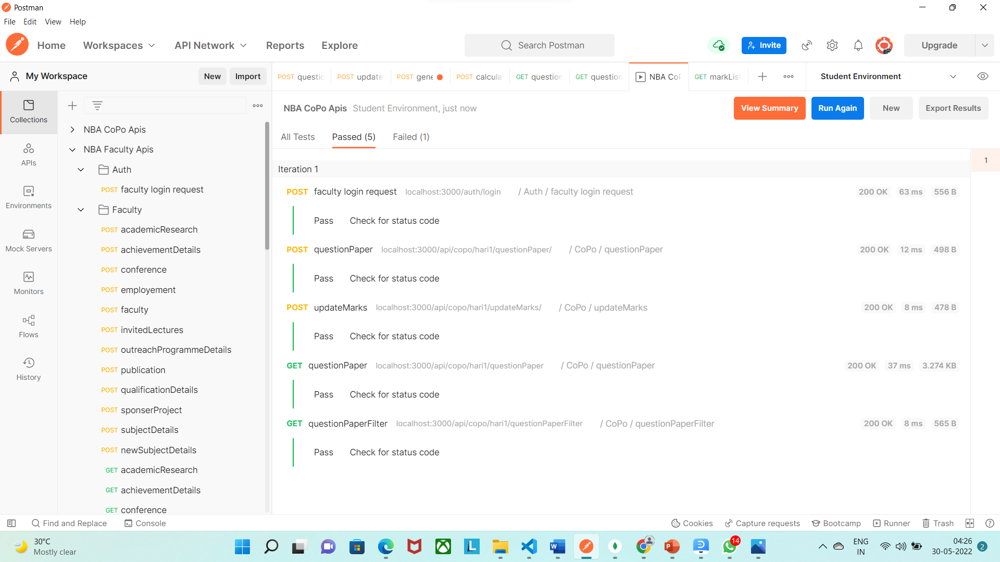 Postman
File Edit View Help
Home Workspaces API Network Reports Explore Search Postman Invite Upgrade
My Workspace New Import
POST questic POST update POST gene POST calcula GET question GET question NBA CoP GET markList Student Environment
Collections
APIs
Environments
Mock Servers
Monitors
Flows
History
NBA CoPo Apis
NBA Faculty Apis
Auth
POST faculty login request
Faculty
POST academicResearch
POST achievementDetails
POST conference
POST employement
POST faculty
POST invitedLectures
POST outreachProgrammeDetails
POST publication
POST qualificationDetails
POST sponserProject
POST subjectDetails
POST newSubjectDetails
GET academicResearch
GET achievementDetails
GET conference
NBA CoPo Apis Student Environment, just now View Summary Run Again New Export Results
All Tests Passed (5) Failed (1)
Iteration 1
1
POST faculty login request localhost:3000/auth/login / Auth / faculty login request 200 OK 63 ms 556 B
Pass Check for status code
POST questionPaper localhost:3000/api/copo/hari1/questionPaper/ / CoPo / questionPaper 200 OK 12 ms 498 B
Pass Check for status code
POST updateMarks localhost:3000/api/copo/hari1/updateMarks/ / CoPo / updateMarks 200 OK 8 ms 478 B
Pass Check for status code
GET questionPaper localhost:3000/api/copo/hari1/questionPaper / CoPo / questionPaper 200 OK 37 ms 3.274 KB
Pass Check for status code
GET questionPaperFilter localhost:3000/api/copo/hari1/questionPaperFilter / CoPo / questionPaperFilter 200 OK 8 ms 565 B
Pass Check for status code
Find and Replace Console Cookies Capture requests Bootcamp Runner Trash
30°C
Mostly clear
14
ENG
IN
04:26
30-05-2022
2